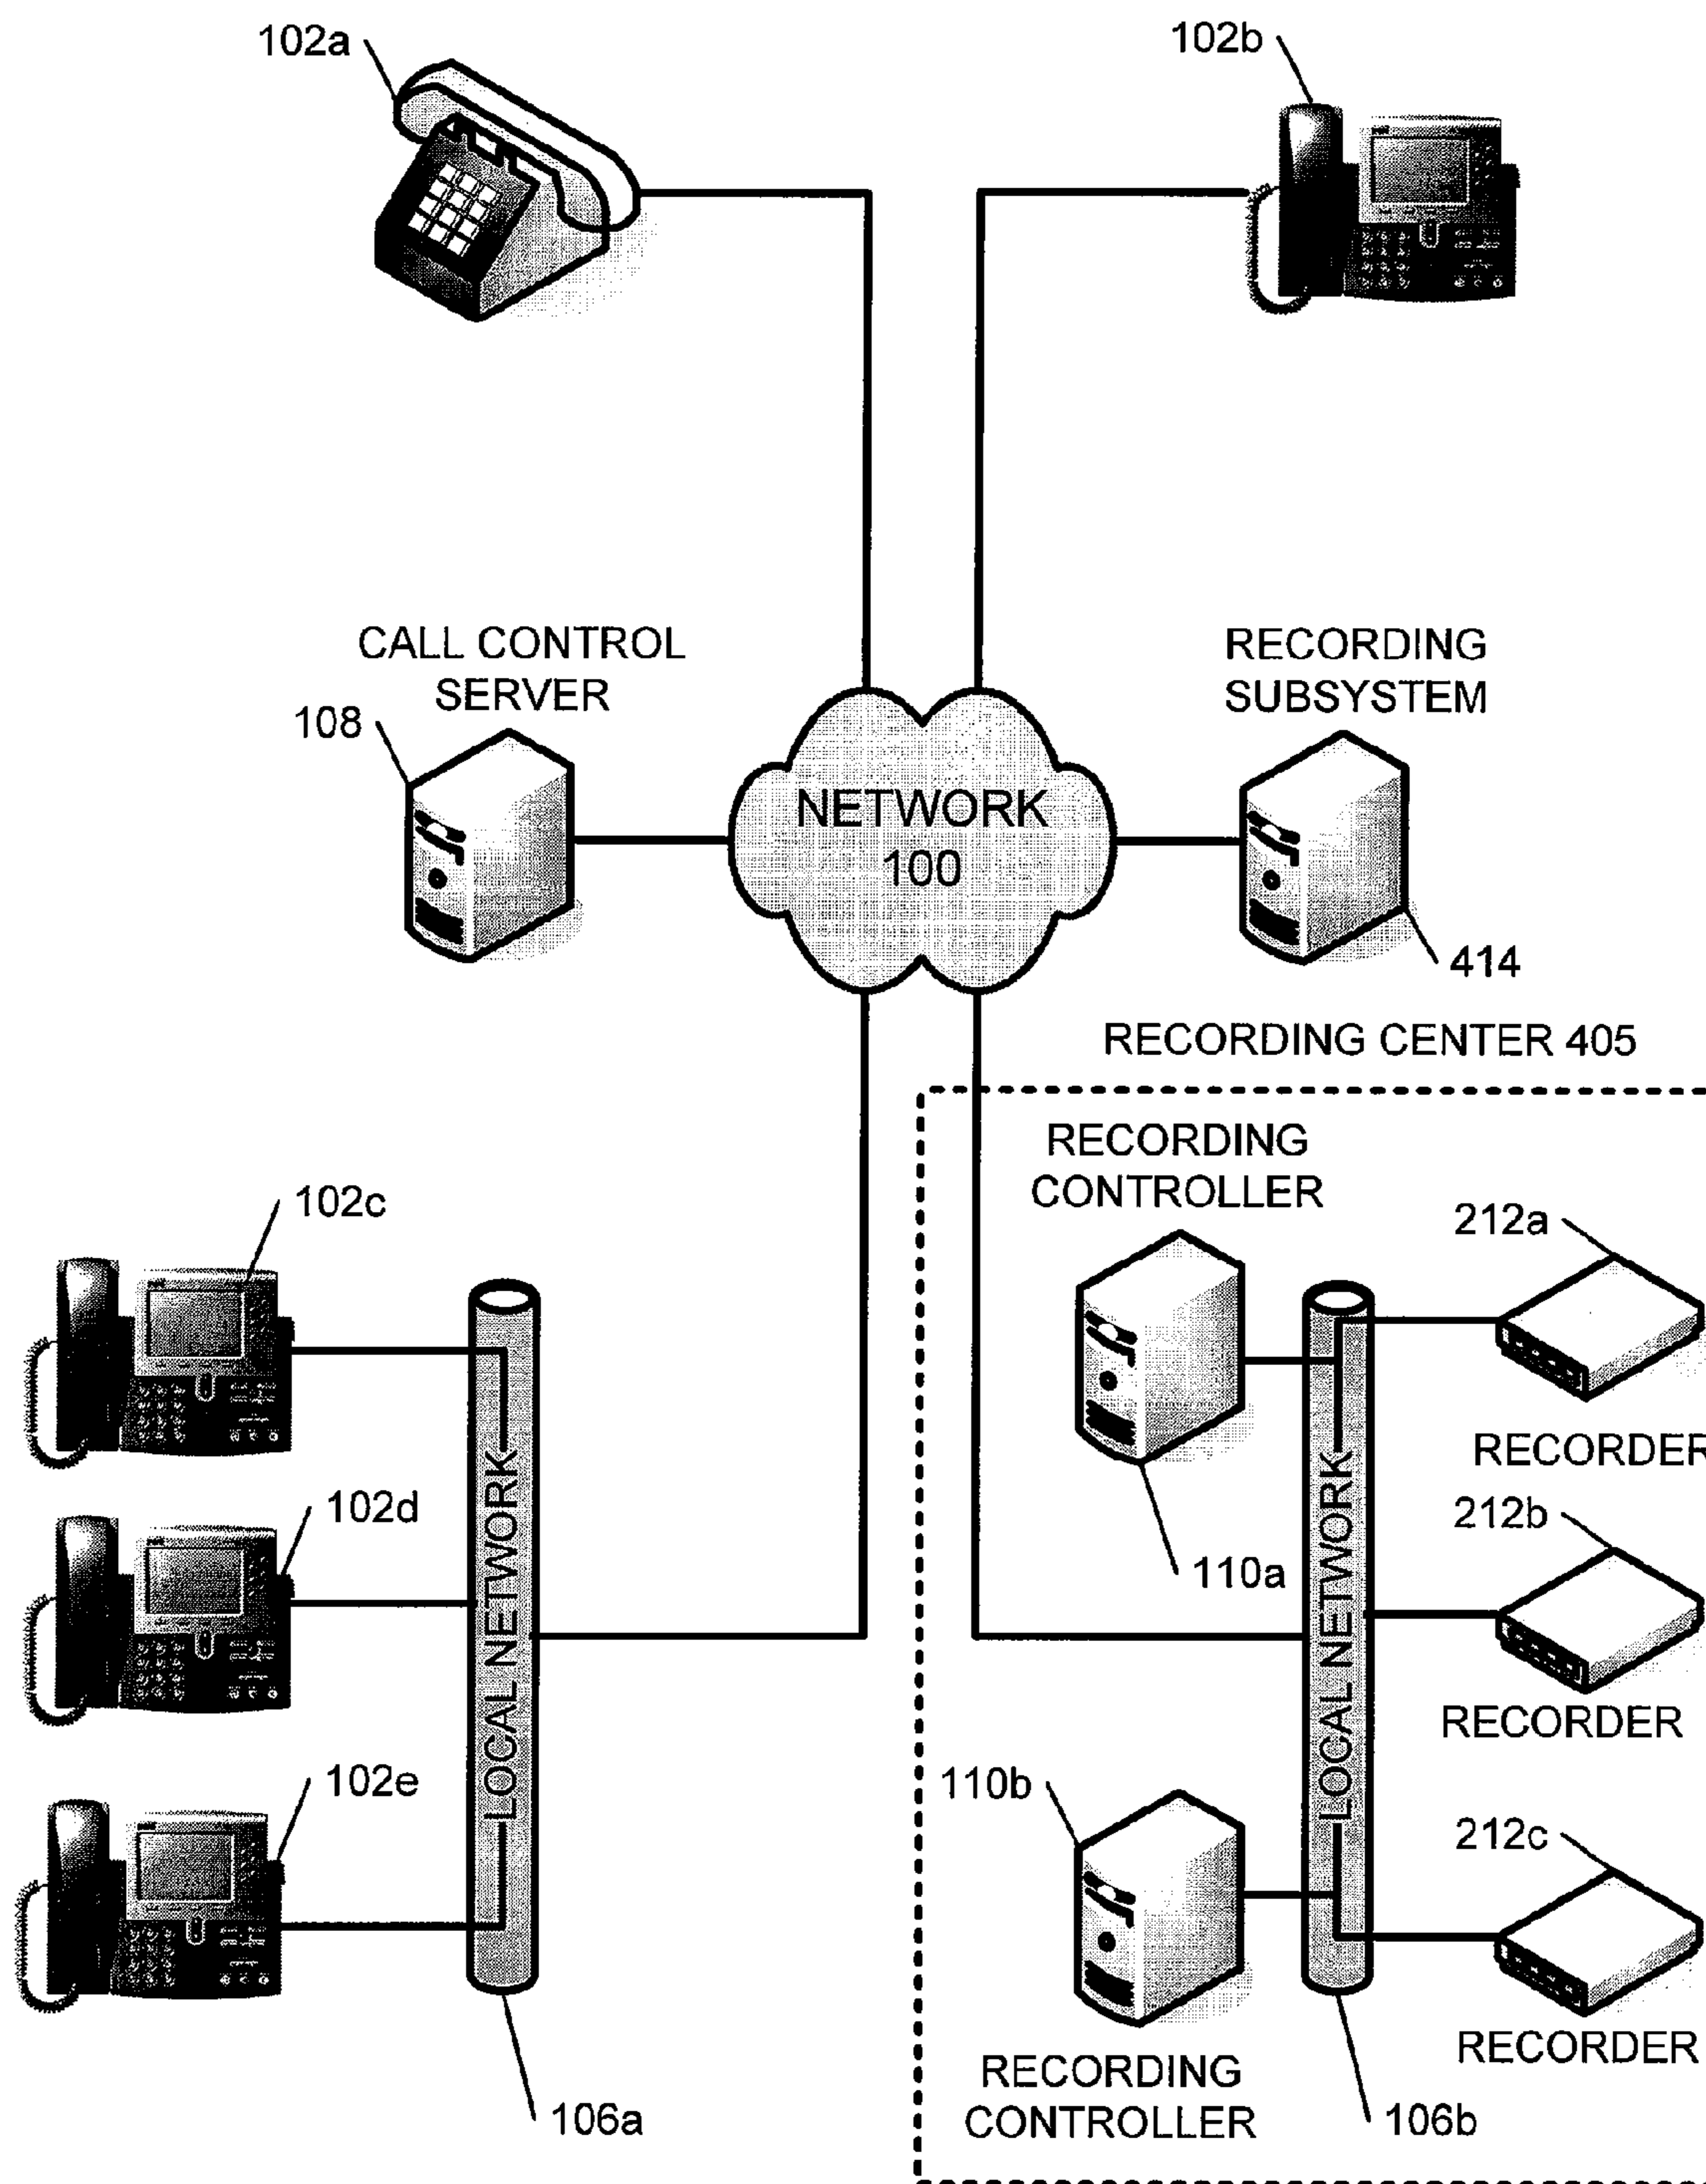 102a
102b
CALL CONTROL
SERVER
108
RECORDING
SUBSYSTEM
NETWORK
100
414
RECORDING CENTER 405
RECORDING
CONTROLLER
102c
212a
LOCAL NETWORK
LOCAL NETWORK
RECORDER
102d
212b
110a
RECORDER
102e
110b
212c
RECORDER
RECORDING
CONTROLLER
106a
106b